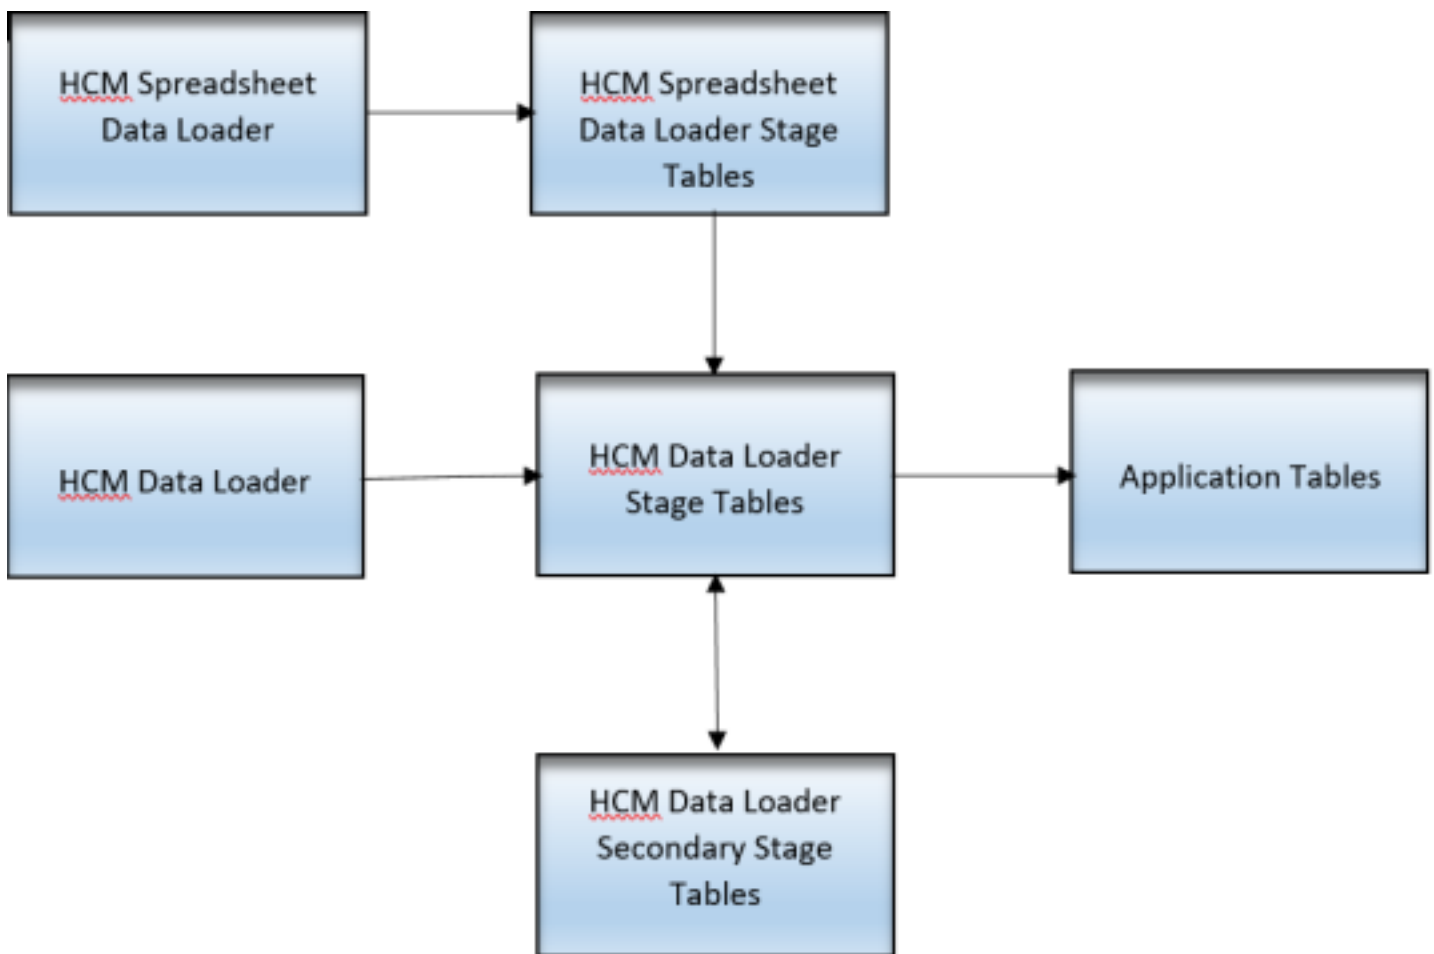 HCM Spreadsheet
Data Loader
HCM Spreadsheet
Data Loader Stage
Tables
HCM Data Loader
HCM Data Loader
Stage Tables
Application Tables
HCM Data Loader
Secondary Stage
Tables